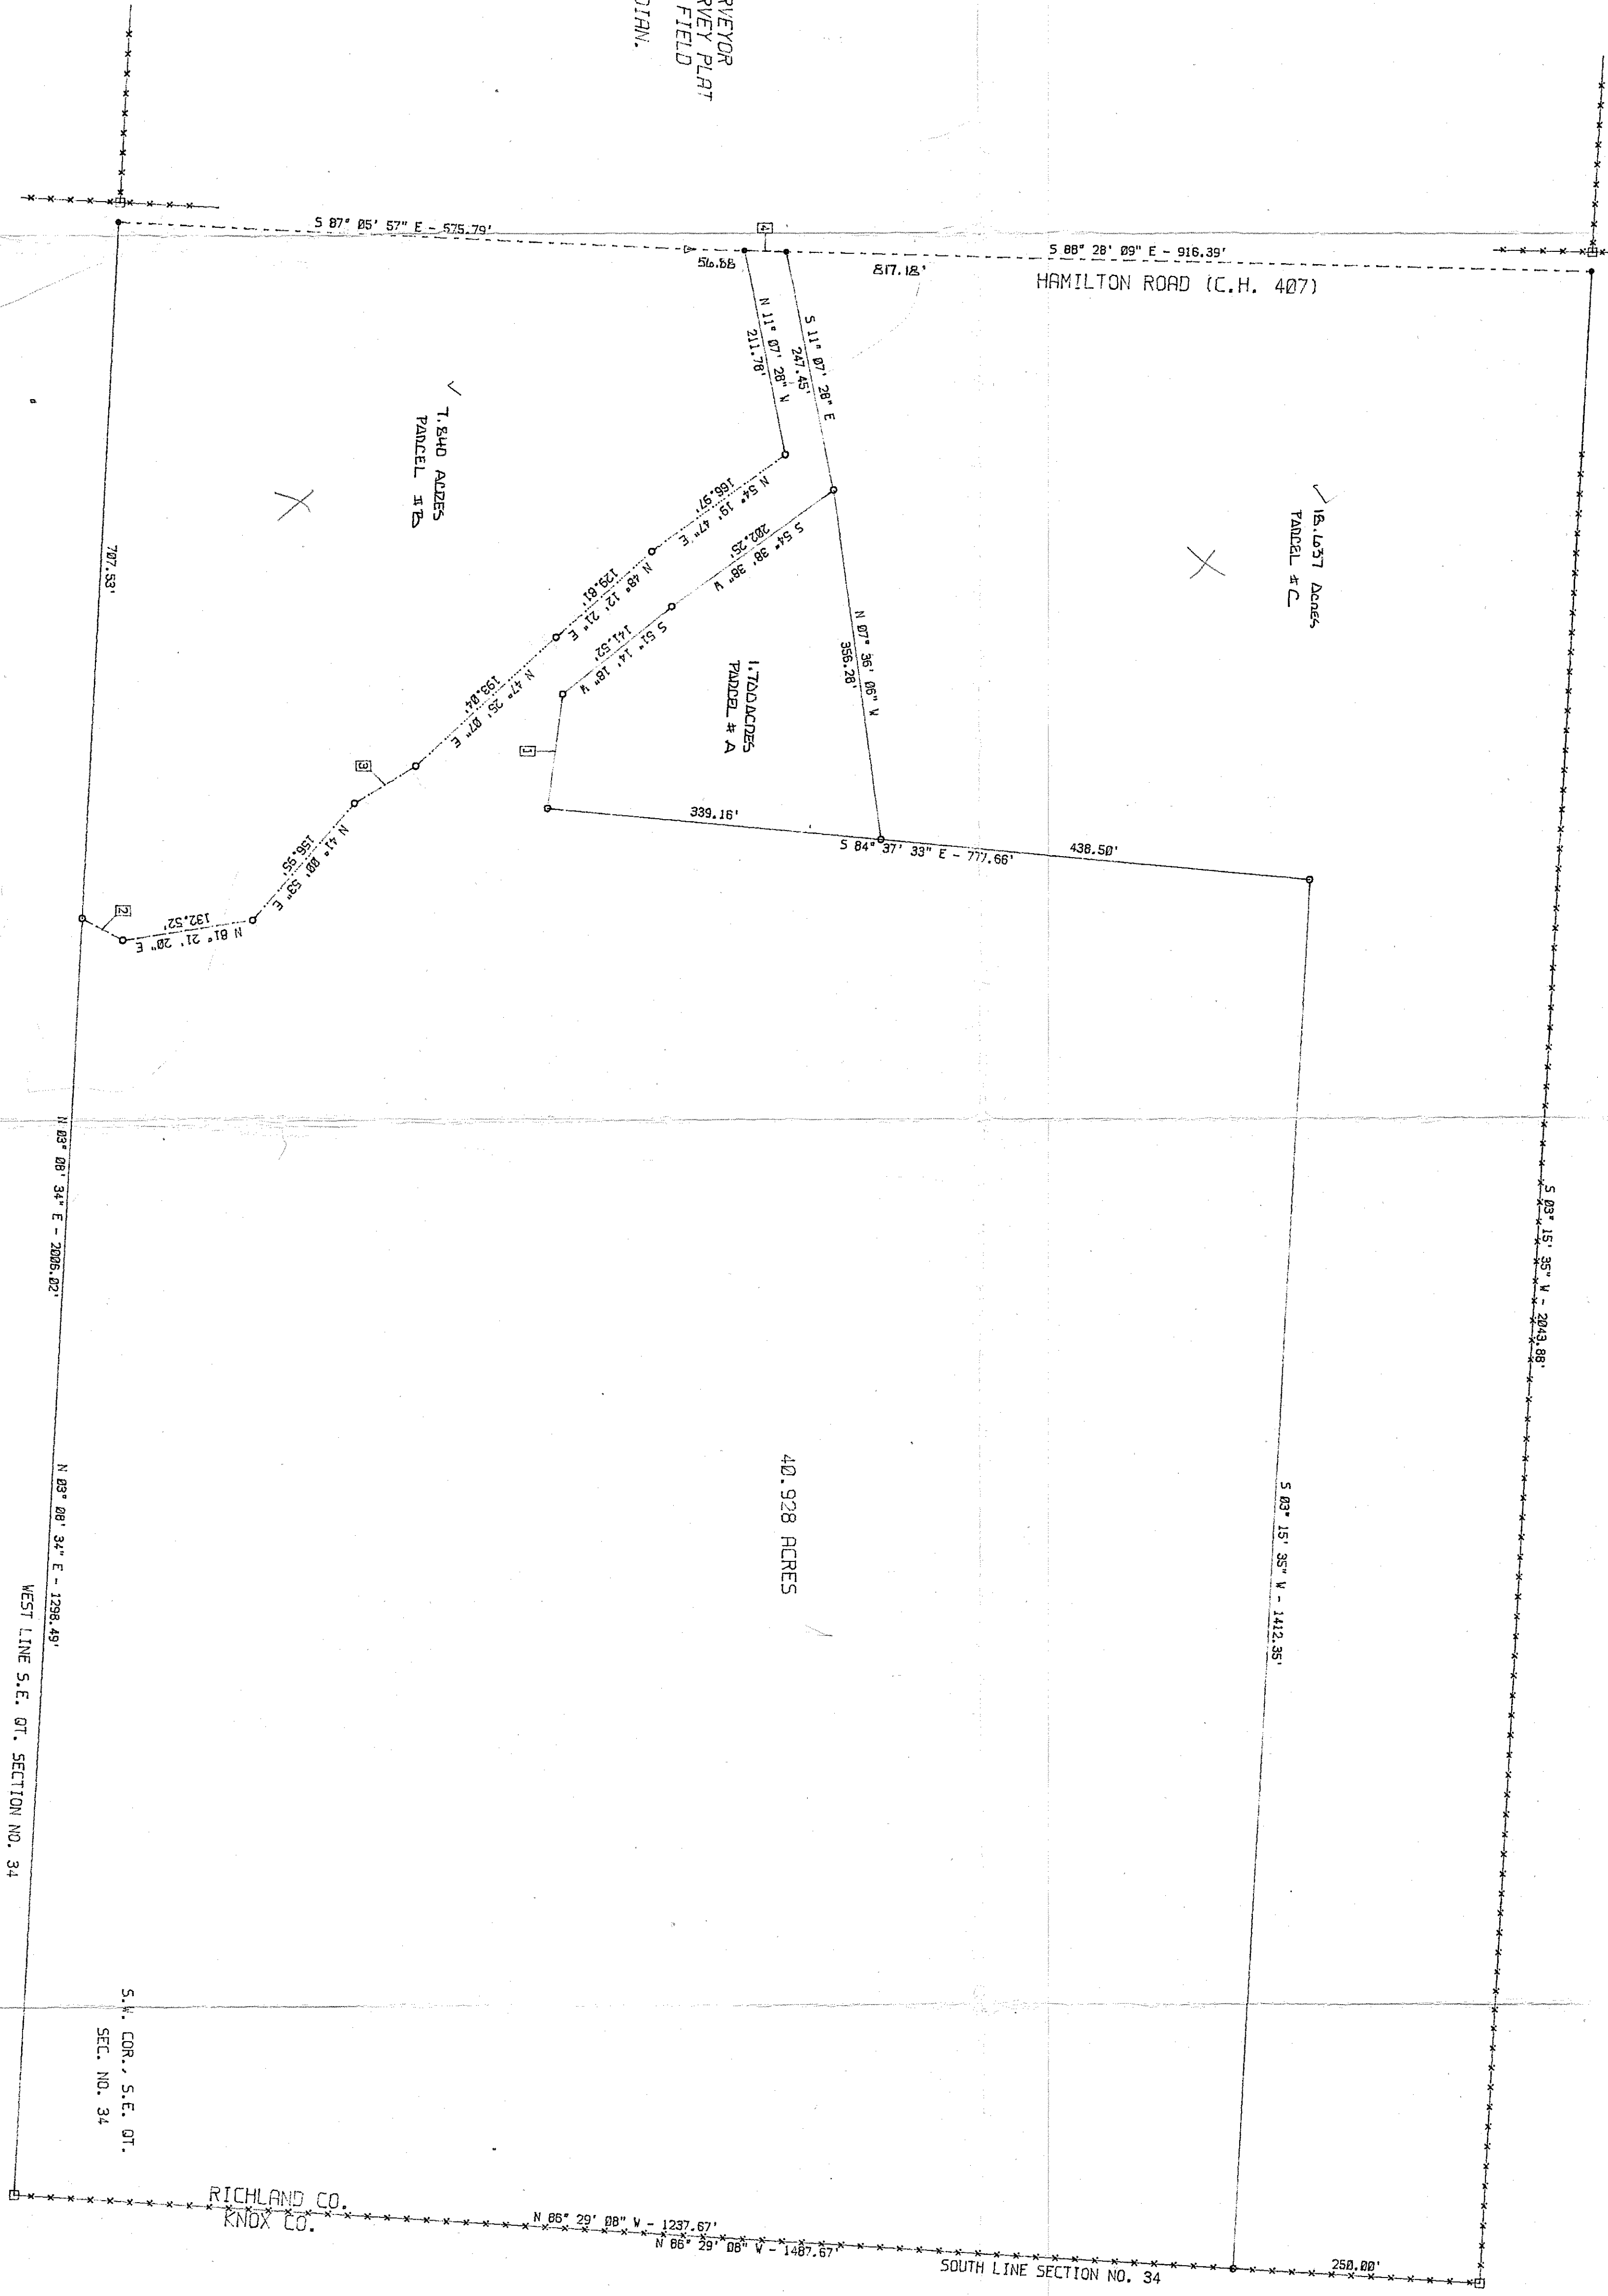 RVEYOR
RVEY PLAT
FIELD
DIAN.
S 87° 05' 57" E - 575.79'
4
56.88
817.18'
S 88° 28' 09" E - 916.39'
HAMILTON ROAD (C.H. 407)
N 11° 07' 28" W
211.78'
S 11° 07' 28" E
247.45'
7.840 ACRES
PARCEL #B
18.637 ACRES
PARCEL #C
707.53'
N 54° 19' 47" E
166.97'
S 54° 38' 38" W
202.25'
N 48° 12' 21" E
129.81'
S 51° 14' 18" W
141.52'
N 07° 36' 06" W
356.28'
1.700 ACRES
PARCEL # A
N 47° 25' 07" E
193.04'
1
3
339.16'
S 84° 37' 33" E - 777.66'
438.50'
N 41° 09' 53" E
156.95'
2
N 81° 21' 20" E
132.52'
N 03° 08' 34" E - 2006.02'
S 03° 15' 35" W - 2043.88'
40.928 ACRES
N 03° 08' 34" E - 1298.49'
S 03° 15' 35" W - 1412.35'
WEST LINE S.E. QT. SECTION NO. 34
S.W. COR., S.E. QT.
SEC. NO. 34
RICHLAND CO.
KNOX CO.
N 86° 29' 08" W - 1237.67'
N 86° 29' 08" W - 1487.67'
SOUTH LINE SECTION NO. 34
250.00'